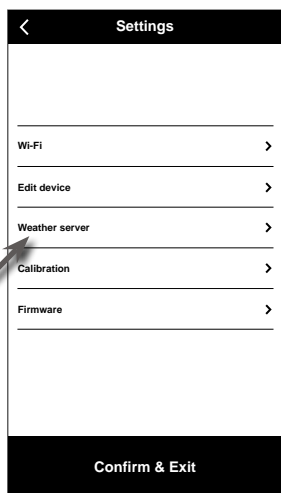 Settings
Wi-Fi
Edit device
Weather server
Calibration
Firmware
Confirm & Exit